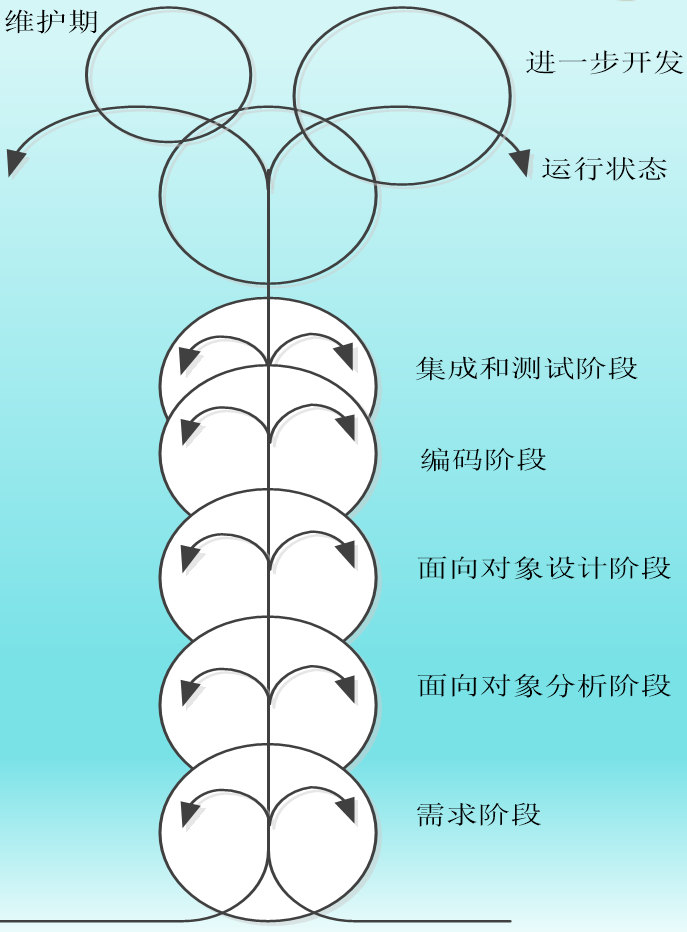 维护期
进一步开发
运行状态
集成和测试阶段
编码阶段
面向对象设计阶段
面向对象分析阶段
需求阶段